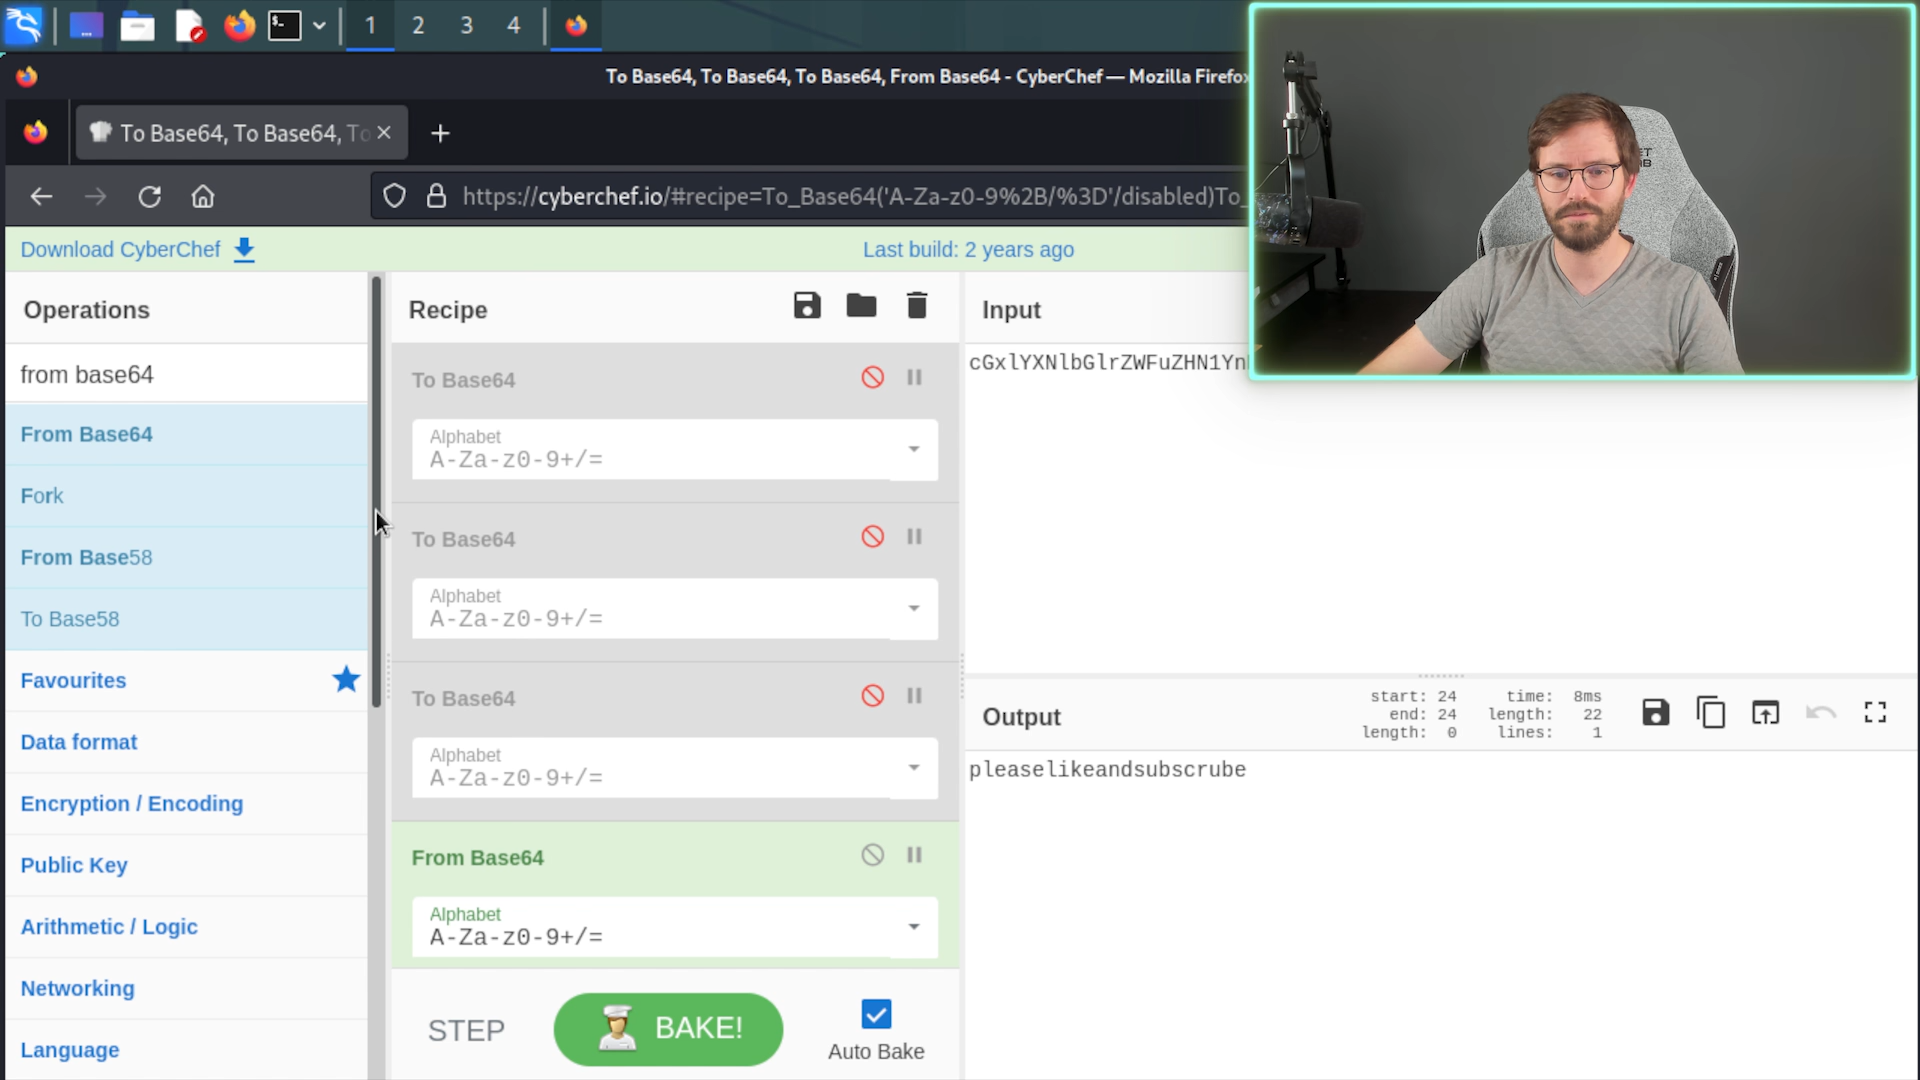 1 2 3 4
To Base64, To Base64, To Base64, From Base64 - CyberChef — Mozilla Firefox
To Base64, To Base64, To
https://cyberchef.io/#recipe=To_Base64('A-Za-z0-9%2B/%3D'/disabled)To_
Download CyberChef
Last build: 2 years ago
Operations
from base64
From Base64
Fork
From Base58
To Base58
Favourites
Data format
Encryption / Encoding
Public Key
Arithmetic / Logic
Networking
Language
Recipe
To Base64
Alphabet
A-Za-z0-9+/=
To Base64
Alphabet
A-Za-z0-9+/=
To Base64
Alphabet
A-Za-z0-9+/=
From Base64
Alphabet
A-Za-z0-9+/=
STEP
BAKE!
Auto Bake
Input
cGxlYXNlbGlrZWFuZHN1Yn
Output
start: 24
end: 24
length: 0
time: 8ms
length: 22
lines: 1
pleaselikeandsubscrube